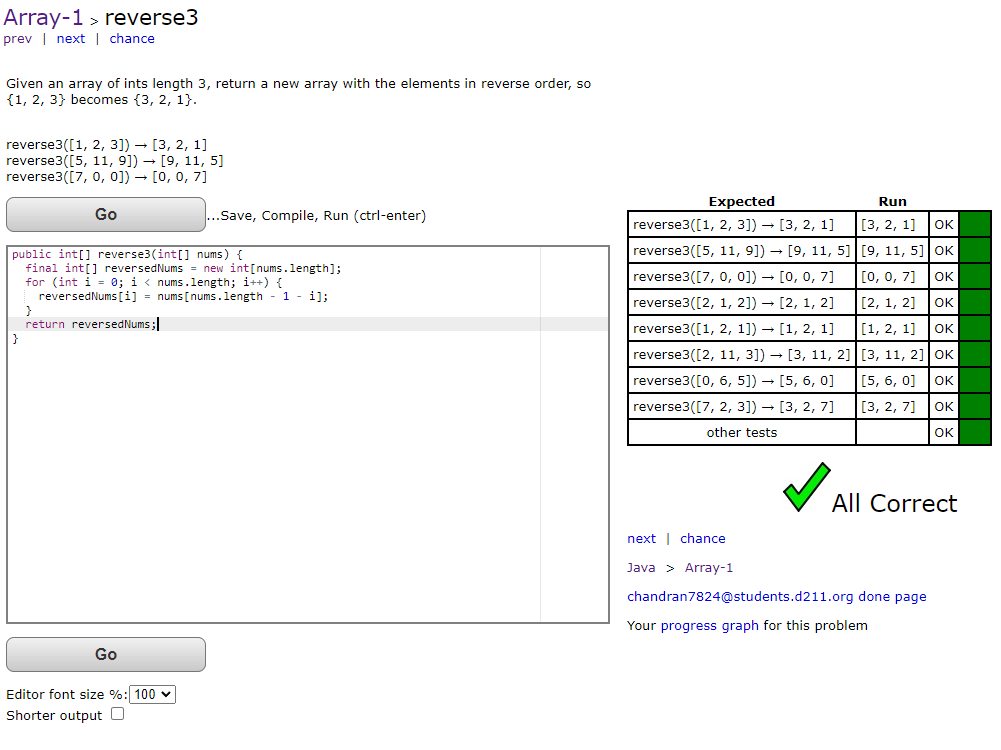 Array-1 > reverse3
prev | next | chance
Given an array of ints length 3, return a new array with the elements in reverse order, so
{1, 2, 3} becomes {3, 2, 1}.
reverse3([1, 2, 3]) → [3, 2, 1]
reverse3([5, 11, 9]) → [9, 11, 5]
reverse3([7, 0, 0]) → [0, 0, 7]
Go
...Save, Compile, Run (ctrl-enter)
public int[] reverse3(int[] nums) {
  final int[] reversedNums = new int[nums.length];
  for (int i = 0; i < nums.length; i++) {
    reversedNums[i] = nums[nums.length - 1 - i];
  }
  return reversedNums;
}
Go
Editor font size %: 100
Shorter output
Expected Run
reverse3([1, 2, 3]) → [3, 2, 1] [3, 2, 1] OK
reverse3([5, 11, 9]) → [9, 11, 5] [9, 11, 5] OK
reverse3([7, 0, 0]) → [0, 0, 7] [0, 0, 7] OK
reverse3([2, 1, 2]) → [2, 1, 2] [2, 1, 2] OK
reverse3([1, 2, 1]) → [1, 2, 1] [1, 2, 1] OK
reverse3([2, 11, 3]) → [3, 11, 2] [3, 11, 2] OK
reverse3([0, 6, 5]) → [5, 6, 0] [5, 6, 0] OK
reverse3([7, 2, 3]) → [3, 2, 7] [3, 2, 7] OK
other tests OK
All Correct
next | chance
Java > Array-1
chandran7824@students.d211.org done page
Your progress graph for this problem